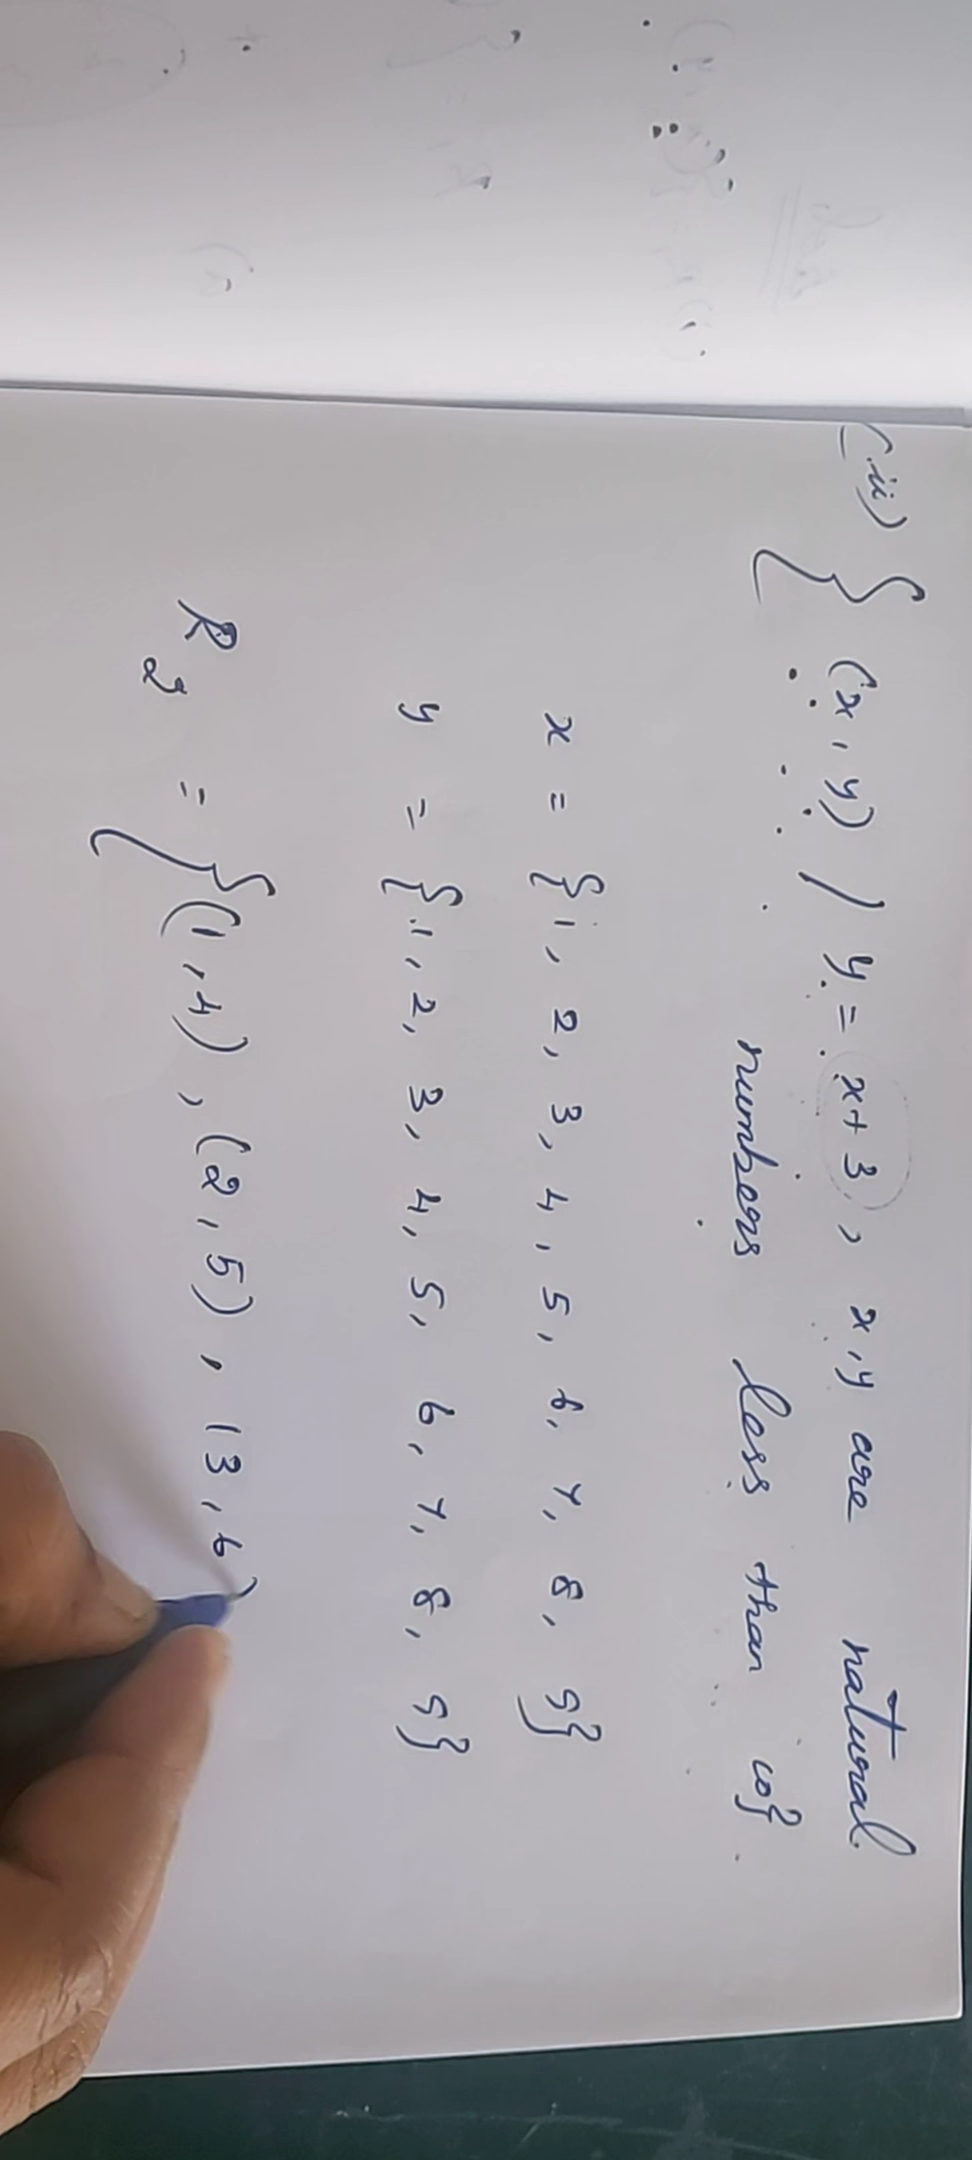 (ii) { (x, y) / y = x+3, x, y are natural
numbers less than 10}
x = {1, 2, 3, 4, 5, 6, 7, 8, 9}
y = {1, 2, 3, 4, 5, 6, 7, 8, 9}
R2 = {(1, 4), (2, 5), (3, 6)